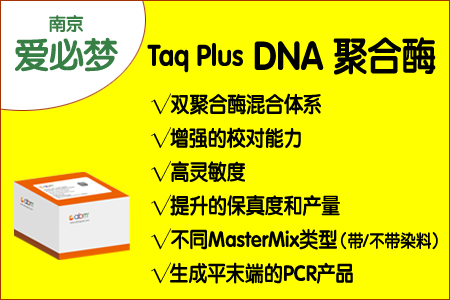 南京
爱必梦
Taq Plus DNA 聚合酶
√双聚合酶混合体系
√增强的校对能力
√高灵敏度
√提升的保真度和产量
√不同MasterMix类型(带/不带染料)
√生成平末端的PCR产品
abm
abm